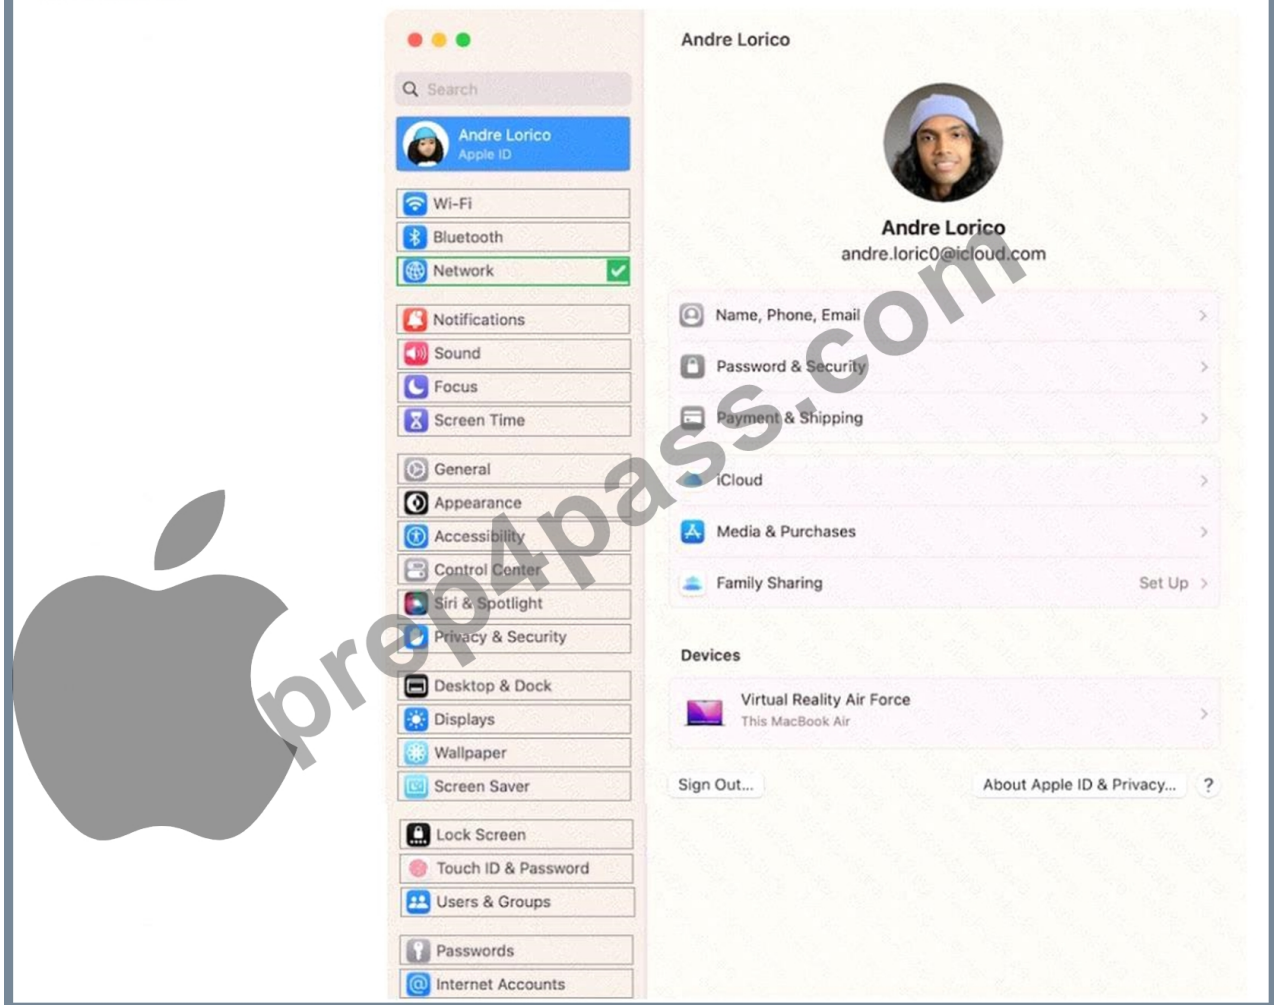 Search
Andre Lorico
Apple ID
Wi-Fi
Bluetooth
Network
Notifications
Sound
Focus
Screen Time
General
Appearance
Accessibility
Control Center
Siri & Spotlight
Privacy & Security
Desktop & Dock
Displays
Wallpaper
Screen Saver
Lock Screen
Touch ID & Password
Users & Groups
Passwords
Internet Accounts
Andre Lorico
Andre Lorico
andre.loric0@icloud.com
Name, Phone, Email
Password & Security
Payment & Shipping
iCloud
Media & Purchases
Family Sharing Set Up
Devices
Virtual Reality Air Force
This MacBook Air
Sign Out... About Apple ID & Privacy... ?
prep4pass.com